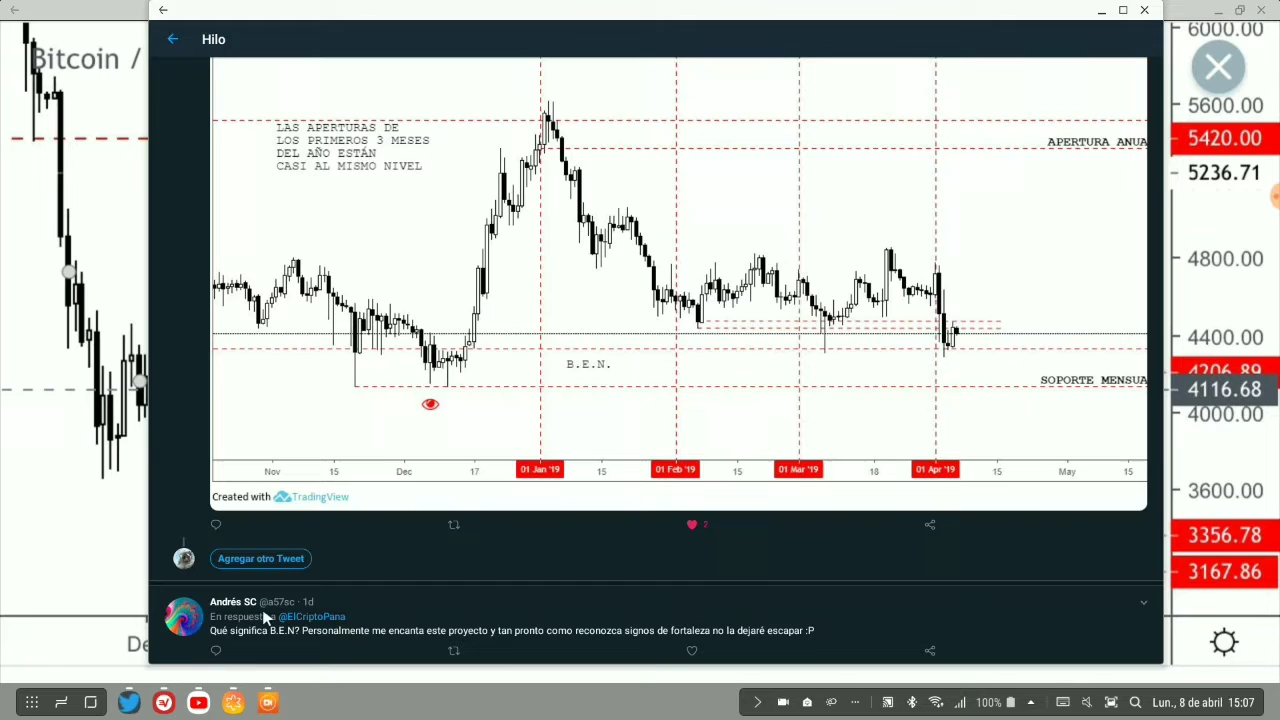 Bitcoin /
Hilo
LAS APERTURAS DE
LOS PRIMEROS 3 MESES
DEL AÑO ESTÁN
CASI AL MISMO NIVEL
APERTURA ANUA
B.E.N.
SOPORTE MENSUA
Nov
15
Dec
17
01 Jan '19
15
01 Feb '19
15
01 Mar '19
18
01 Apr '19
15
May
15
Created with TradingView
2
Agregar otro Tweet
Andrés SC @a57sc · 1d
En respuesta a @ElCriptoPana
Qué significa B.E.N? Personalmente me encanta este proyecto y tan pronto como reconozca signos de fortaleza no la dejaré escapar :P
6000.00
5600.00
5420.00
5236.71
4800.00
4400.00
4206.89
4116.68
4000.00
3600.00
3356.78
3167.86
De
100%
Lun., 8 de abril 15:07